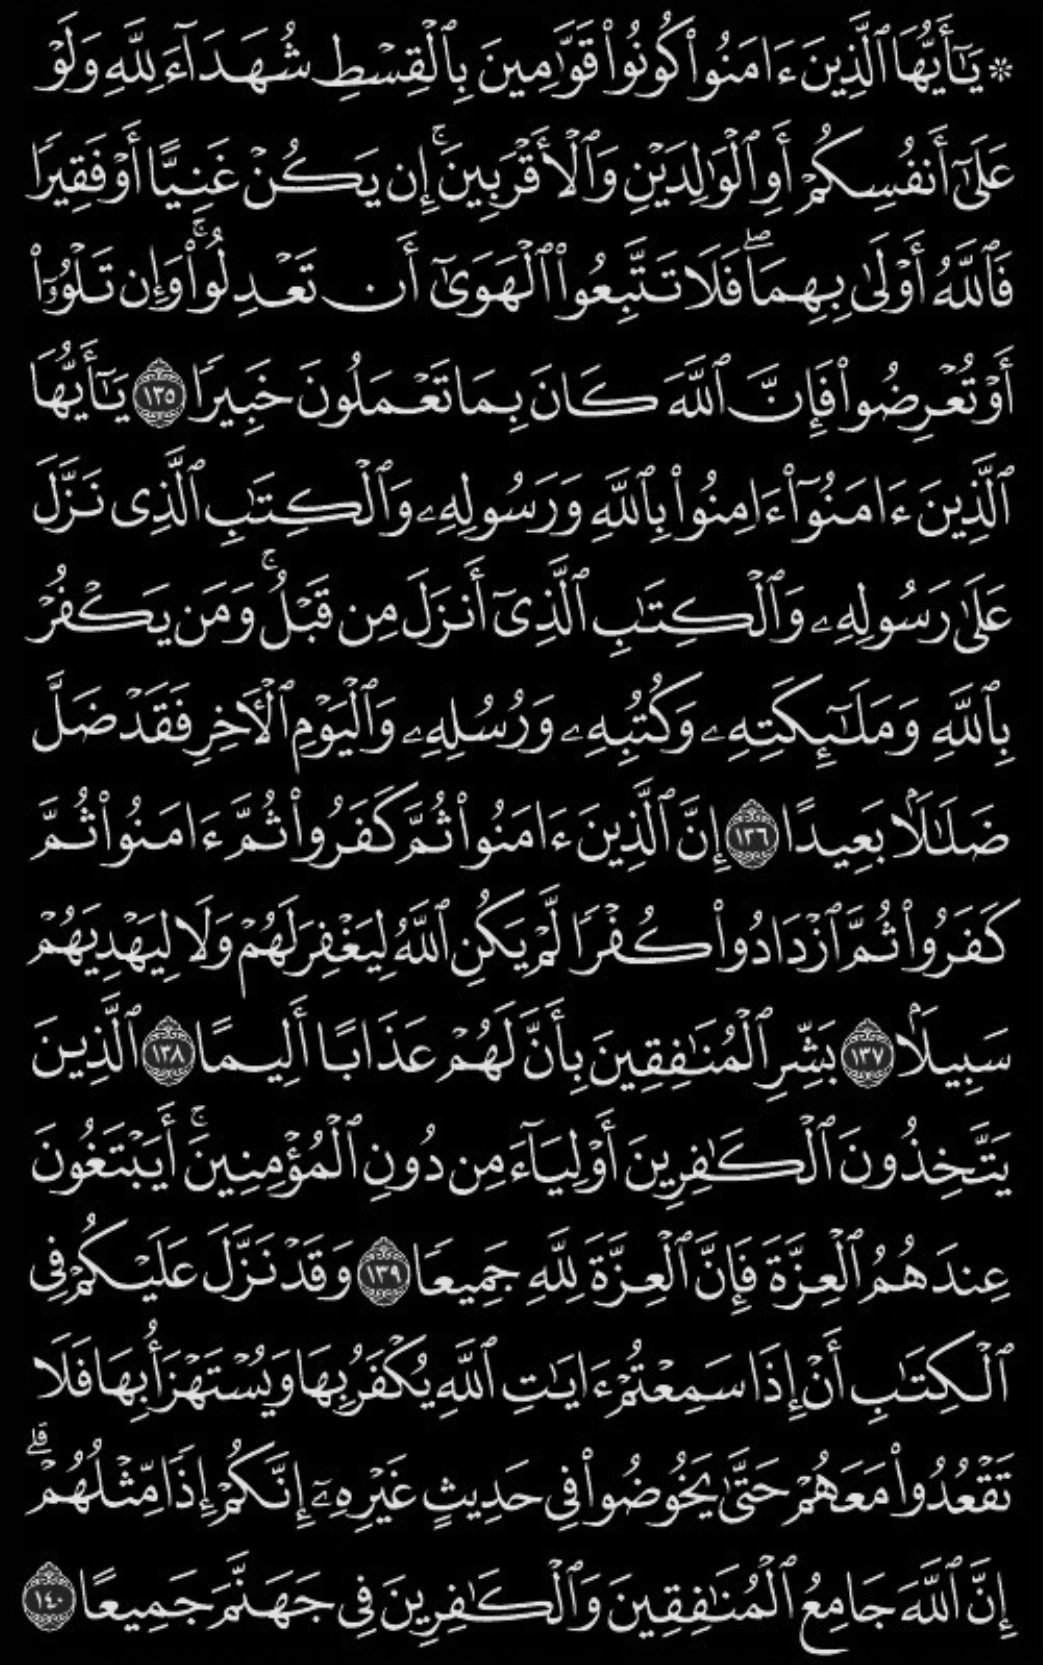 ۞ يَـٰٓأَيُّهَا ٱلَّذِينَ ءَامَنُوا۟ كُونُوا۟ قَوَّٰمِينَ بِٱلْقِسْطِ شُهَدَآءَ لِلَّهِ وَلَوْ
عَلَىٰٓ أَنفُسِكُمْ أَوِ ٱلْوَٰلِدَيْنِ وَٱلْأَقْرَبِينَ ۚ إِن يَكُنْ غَنِيًّا أَوْ فَقِيرًا
فَٱللَّهُ أَوْلَىٰ بِهِمَا ۖ فَلَا تَتَّبِعُوا۟ ٱلْهَوَىٰٓ أَن تَعْدِلُوا۟ ۚ وَإِن تَلْوُۥٓا۟
أَوْ تُعْرِضُوا۟ فَإِنَّ ٱللَّهَ كَانَ بِمَا تَعْمَلُونَ خَبِيرًا ١٣٥ يَـٰٓأَيُّهَا
ٱلَّذِينَ ءَامَنُوٓا۟ ءَامِنُوا۟ بِٱللَّهِ وَرَسُولِهِۦ وَٱلْكِتَـٰبِ ٱلَّذِى نَزَّلَ
عَلَىٰ رَسُولِهِۦ وَٱلْكِتَـٰبِ ٱلَّذِىٓ أَنزَلَ مِن قَبْلُ ۚ وَمَن يَكْفُرْ
بِٱللَّهِ وَمَلَـٰٓئِكَتِهِۦ وَكُتُبِهِۦ وَرُسُلِهِۦ وَٱلْيَوْمِ ٱلْـَٔاخِرِ فَقَدْ ضَلَّ
ضَلَـٰلًۢا بَعِيدًا ١٣٦ إِنَّ ٱلَّذِينَ ءَامَنُوا۟ ثُمَّ كَفَرُوا۟ ثُمَّ ءَامَنُوا۟ ثُمَّ
كَفَرُوا۟ ثُمَّ ٱزْدَادُوا۟ كُفْرًا لَّمْ يَكُنِ ٱللَّهُ لِيَغْفِرَ لَهُمْ وَلَا لِيَهْدِيَهُمْ
سَبِيلًۢا ١٣٧ بَشِّرِ ٱلْمُنَـٰفِقِينَ بِأَنَّ لَهُمْ عَذَابًا أَلِيمًا ١٣٨ ٱلَّذِينَ
يَتَّخِذُونَ ٱلْكَـٰفِرِينَ أَوْلِيَآءَ مِن دُونِ ٱلْمُؤْمِنِينَ ۚ أَيَبْتَغُونَ
عِندَهُمُ ٱلْعِزَّةَ فَإِنَّ ٱلْعِزَّةَ لِلَّهِ جَمِيعًا ١٣٩ وَقَدْ نَزَّلَ عَلَيْكُمْ فِى
ٱلْكِتَـٰبِ أَنْ إِذَا سَمِعْتُمْ ءَايَـٰتِ ٱللَّهِ يُكْفَرُ بِهَا وَيُسْتَهْزَأُ بِهَا فَلَا
تَقْعُدُوا۟ مَعَهُمْ حَتَّىٰ يَخُوضُوا۟ فِى حَدِيثٍ غَيْرِهِۦٓ ۚ إِنَّكُمْ إِذًا مِّثْلُهُمْ ۗ
إِنَّ ٱللَّهَ جَامِعُ ٱلْمُنَـٰفِقِينَ وَٱلْكَـٰفِرِينَ فِى جَهَنَّمَ جَمِيعًا ١٤٠